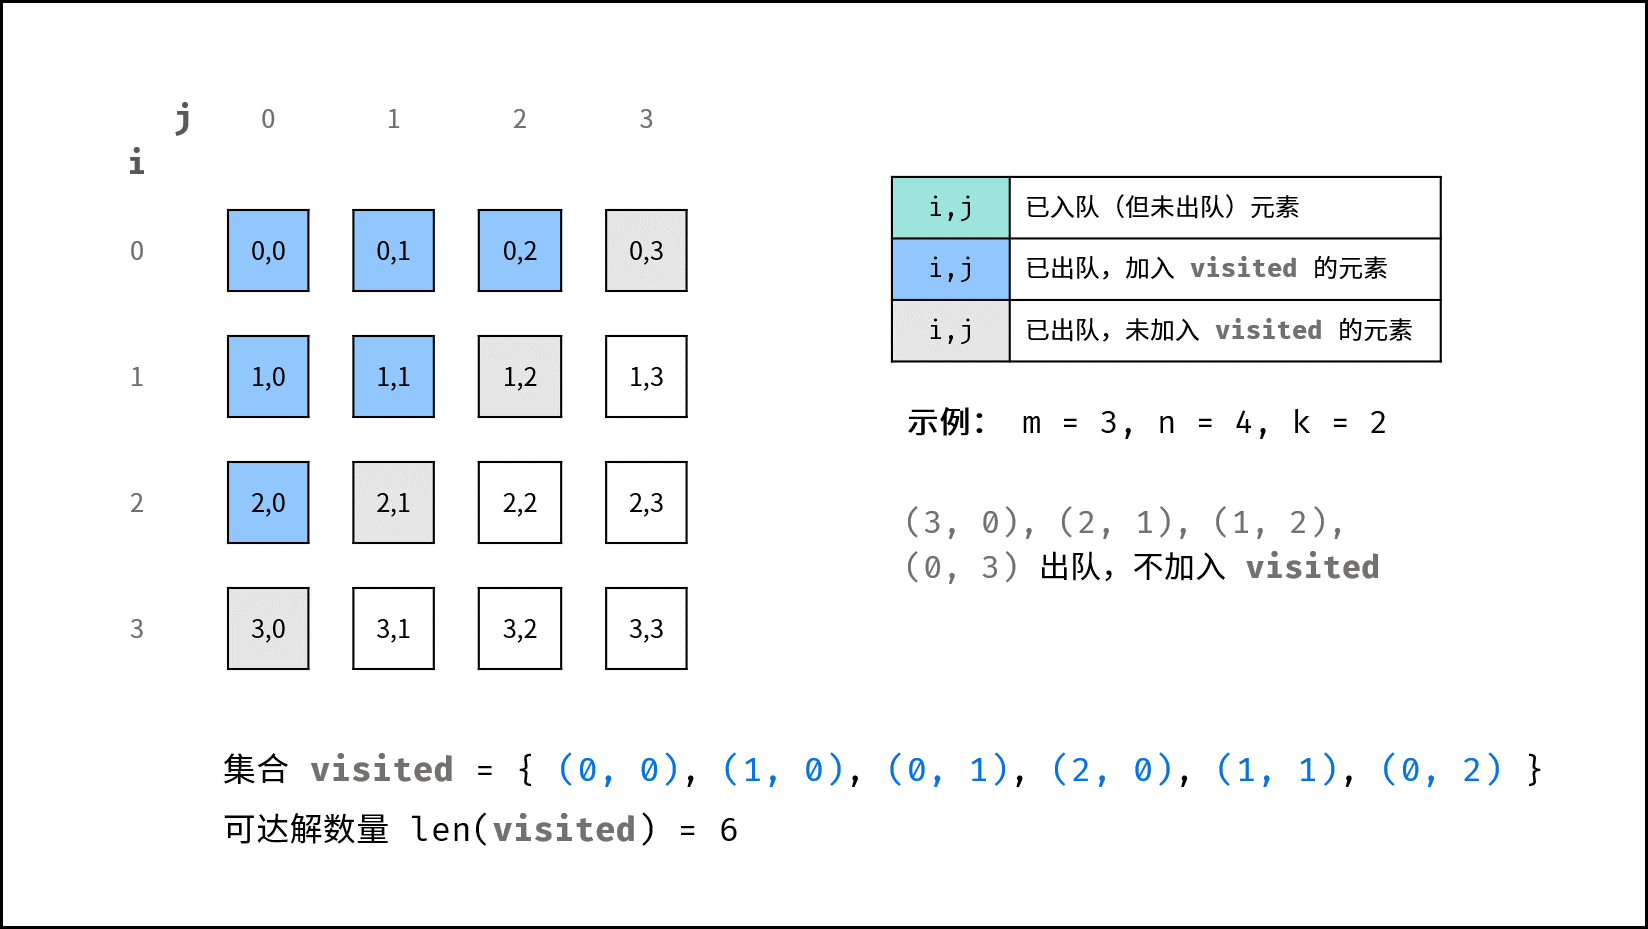 j 0 1 2 3
i
0 0,0 0,1 0,2 0,3
1 1,0 1,1 1,2 1,3
2 2,0 2,1 2,2 2,3
3 3,0 3,1 3,2 3,3
i,j 已入队（但未出队）元素
i,j 已出队，加入 visited 的元素
i,j 已出队，未加入 visited 的元素
示例： m = 3, n = 4, k = 2
(3, 0), (2, 1), (1, 2),
(0, 3) 出队，不加入 visited
集合 visited = { (0, 0), (1, 0), (0, 1), (2, 0), (1, 1), (0, 2) }
可达解数量 len(visited) = 6